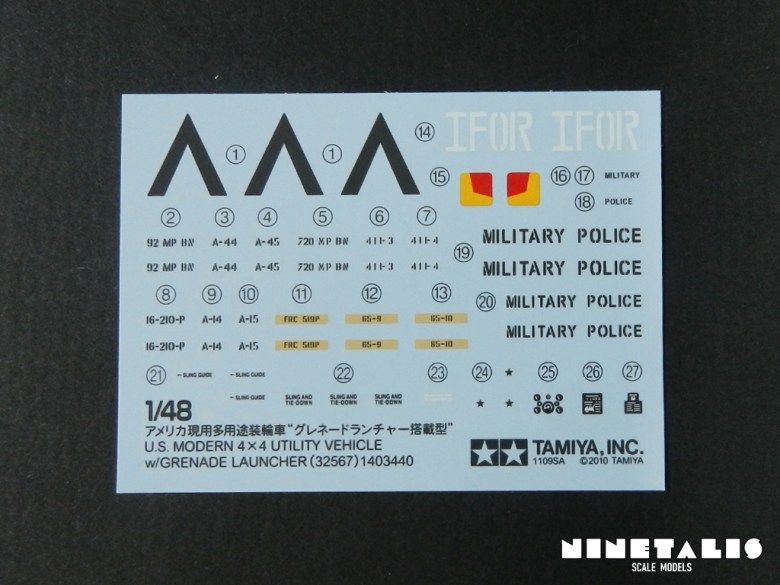 1 1 14 IFOR IFOR
15 16 17 MILITARY
18 POLICE
2 3 4 5 6 7
92 MP BN A-44 A-45 720 MP BN 411-3 411-4
92 MP BN A-44 A-45 720 MP BN 411-3 411-4
19 MILITARY POLICE
MILITARY POLICE
8 9 10 11 12 13
16-210-P A-14 A-15 65-9 65-10
16-210-P A-14 A-15 65-9 65-10
20 MILITARY POLICE
MILITARY POLICE
21 ←SLING GUIDE ←SLING GUIDE 22 23 24 25 26 27
←SLING GUIDE SLING AND TIE-DOWN SLING AND TIE-DOWN SLING AND TIE-DOWN
1/48
アメリカ現用多用途装輪車"グレネードランチャー搭載型"
U.S. MODERN 4×4 UTILITY VEHICLE
w/GRENADE LAUNCHER (32567) 1403440
TAMIYA, INC.
1109SA ©2010 TAMIYA
NINETALIS
SCALE MODELS